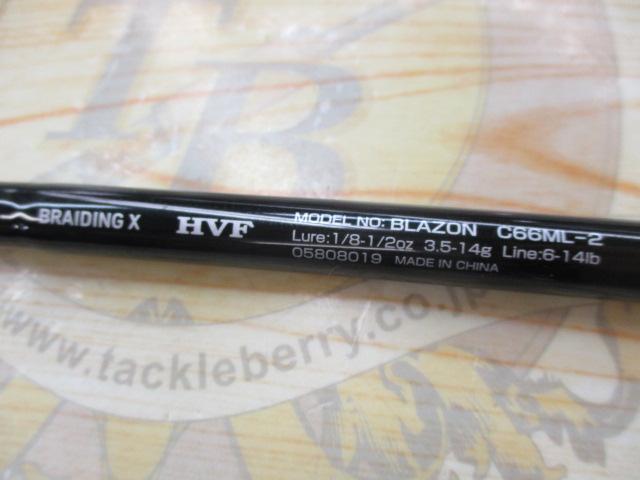 TB
BRAIDING X HVF MODEL NO: BLAZON C66ML-2
Lure:1/8-1/2oz 3.5-14g Line:6-14lb
05808019 MADE IN CHINA
www.tackleberry.co.jp